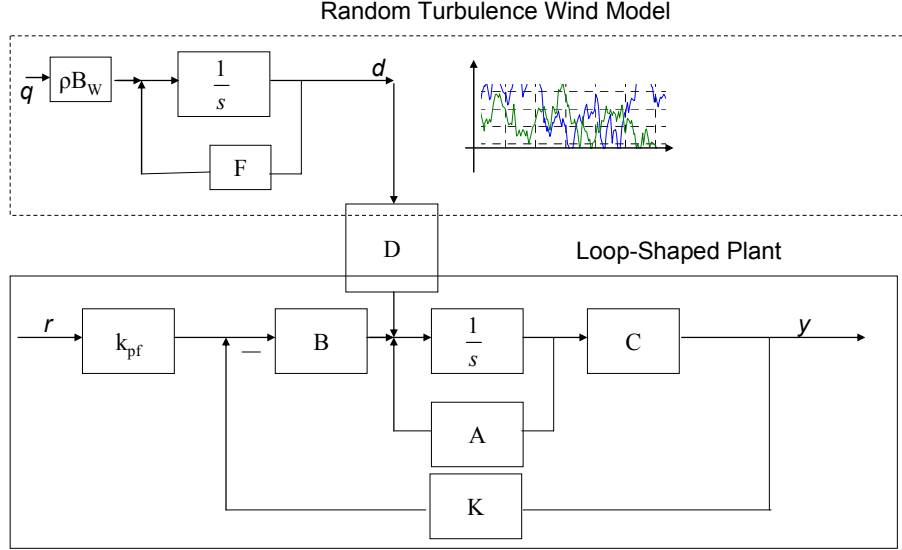 Random Turbulence Wind Model
q
ρB_W
1
s
d
F
D
Loop-Shaped Plant
r
k_pf
—
B
1
s
C
y
A
K